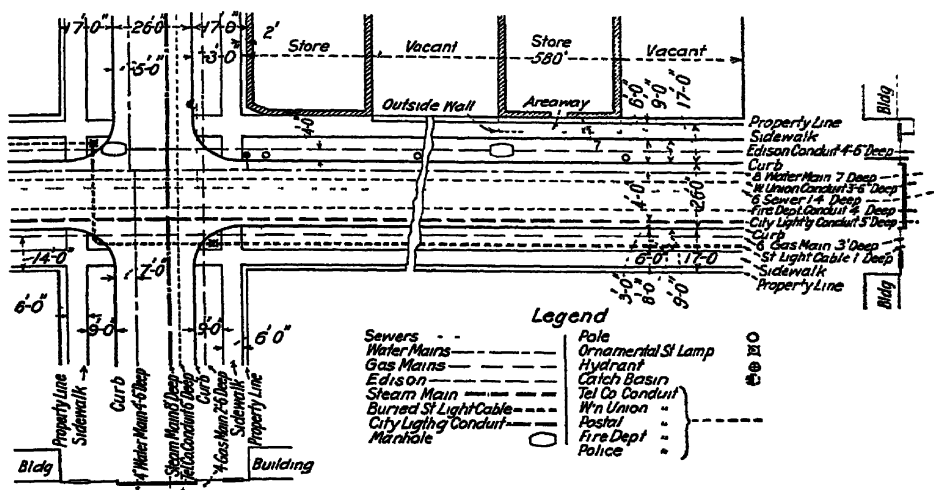 17'-0" 26'-0" 17'-0"
2'
5'-0"
3'-0"
Store Vacant Store Vacant
580'
6'-0"
9'-0"
17'-0"
Outside Wall Areaway
4'-0"
7'
Bldg
Property Line
Sidewalk
Edison Conduit 4'-6" Deep
Curb
8" Water Main 7' Deep
W. Union Conduit 3'-6" Deep
6" Sewer 14' Deep
Fire Dept. Conduit 4' Deep
City Light'g Conduit 5' Deep
Curb
6" Gas Main 3' Deep
St Light Cable 1' Deep
Sidewalk
Property Line
Bldg
4'-0"
26'-0"
6'-0" 17'-0"
3'-0"
8'-0"
9'-0"
14'-0"
7'-0"
6'-0"
9'-0" 9'-0"
6'-0"
Property Line
Sidewalk
Curb
4" Water Main 4'-6" Deep
Steam Main 8' Deep
Tel Co Conduit 6' Deep
Curb
4" Gas Main 2'-6" Deep
Sidewalk
Property Line
Bldg Building
Legend
Sewers
Water Mains
Gas Mains
Edison
Steam Main
Buried St Light Cable
City Ligthg Conduit
Manhole
Pole
Ornamental St Lamp
Hydrant
Catch Basin
Tel Co Conduit
W'n Union "
Postal "
Fire Dept "
Police "